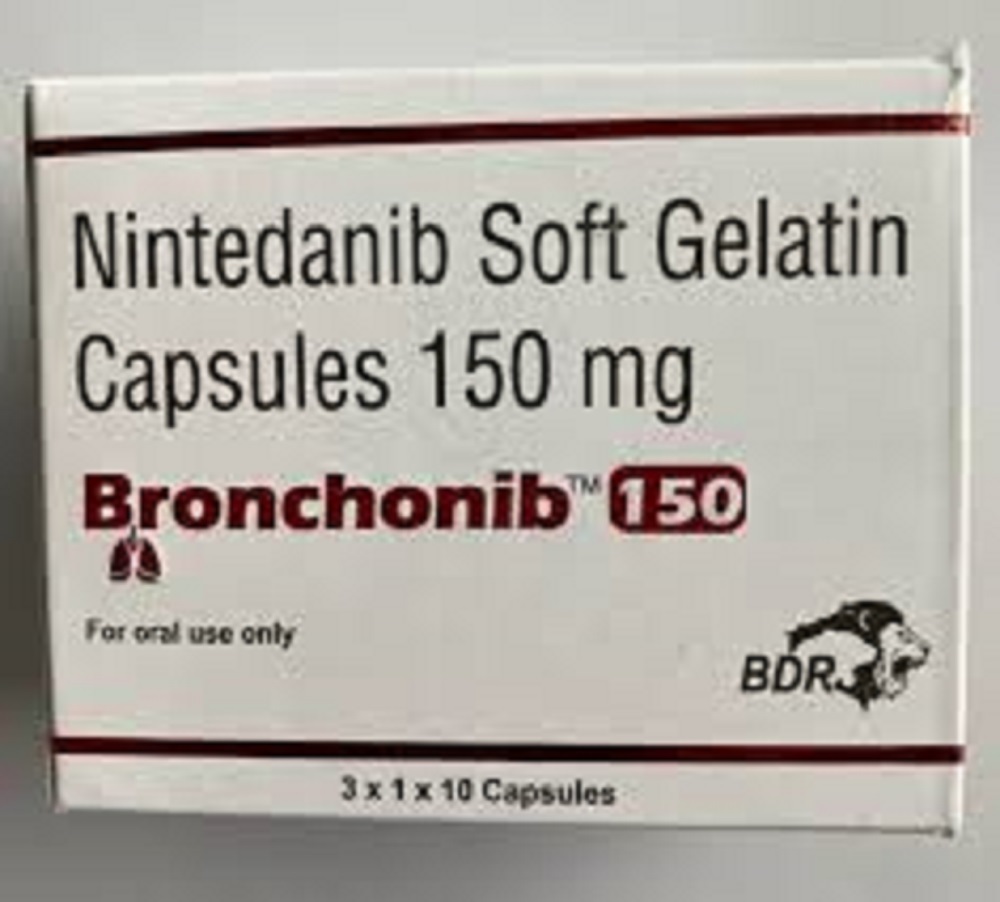 Nintedanib Soft Gelatin
Capsules 150 mg
Bronchonib™ 150
For oral use only
BDR
3 x 1 x 10 Capsules